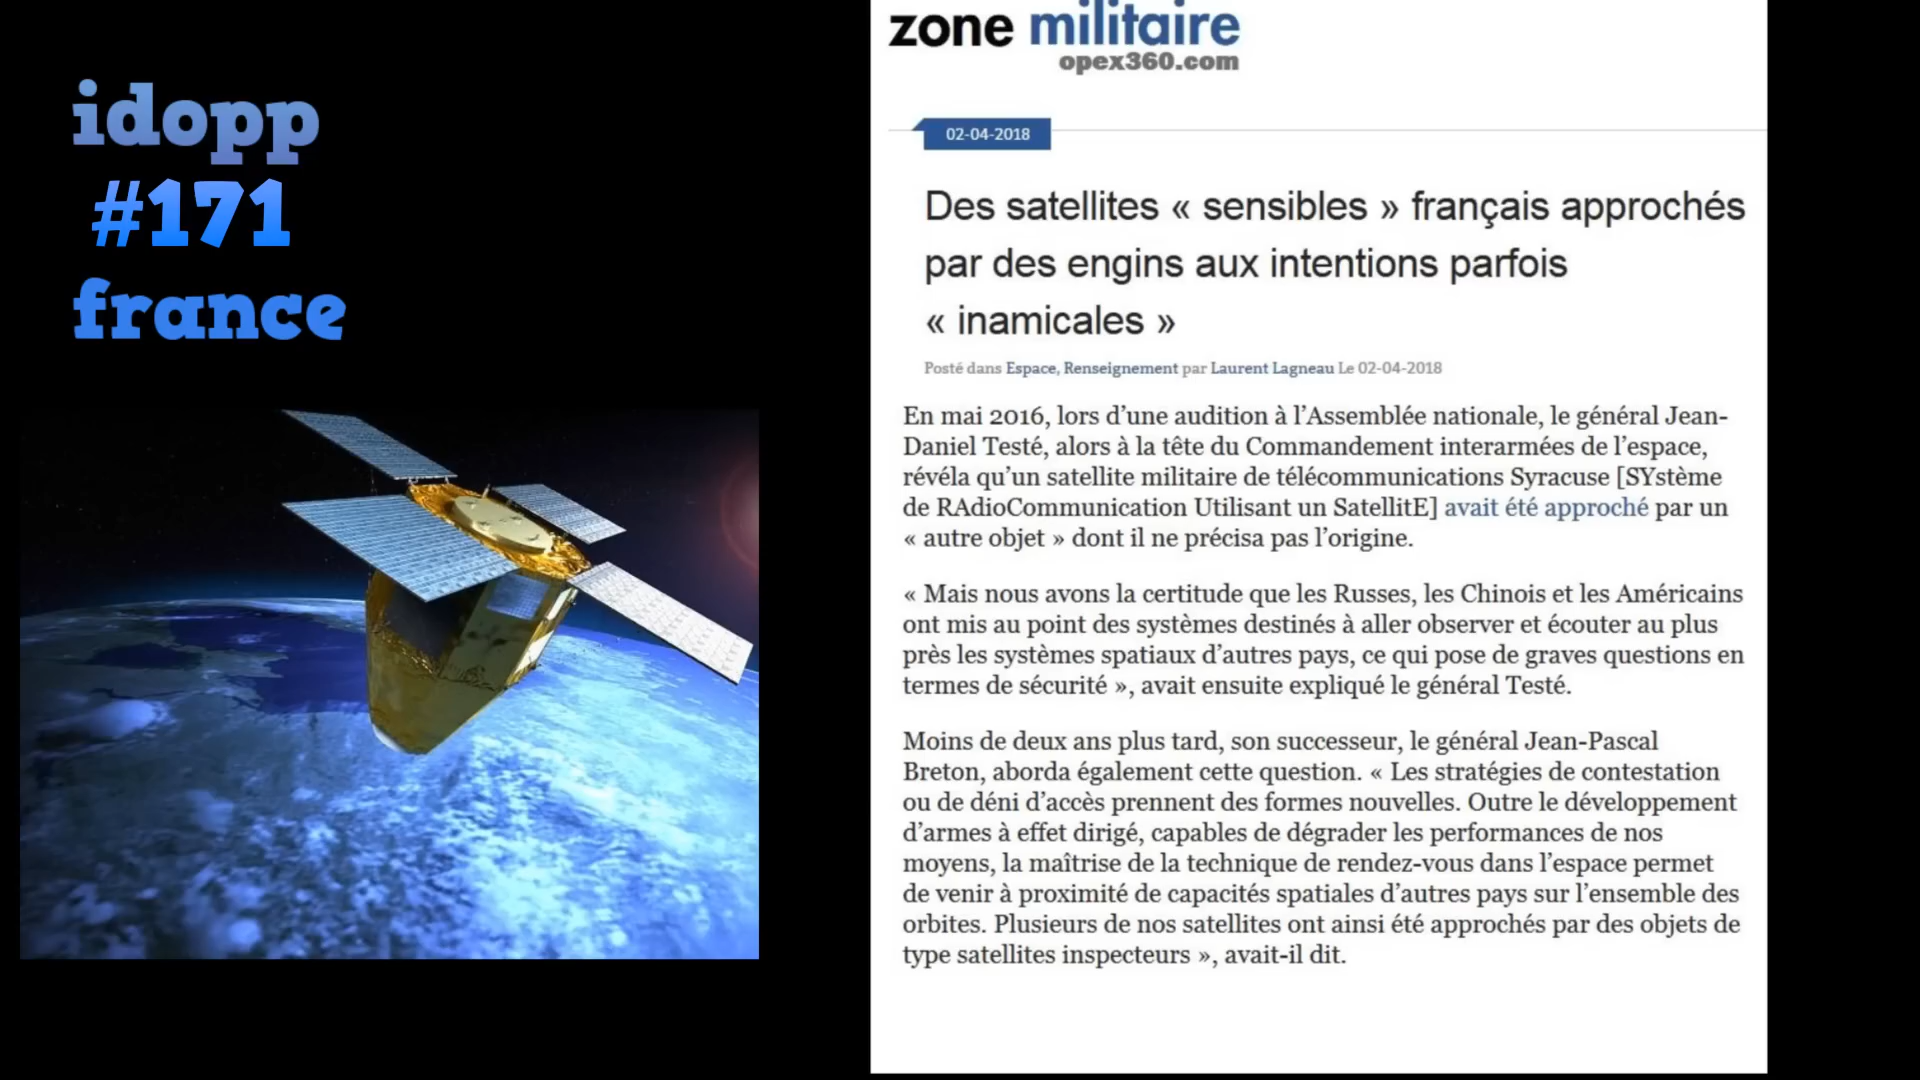 idopp
#171
france
zone militaire
opex360.com
02-04-2018
Des satellites « sensibles » français approchés
par des engins aux intentions parfois
« inamicales »
Posté dans Espace, Renseignement par Laurent Lagneau Le 02-04-2018
En mai 2016, lors d’une audition à l’Assemblée nationale, le général Jean-
Daniel Testé, alors à la tête du Commandement interarmées de l’espace,
révéla qu’un satellite militaire de télécommunications Syracuse [SYstème
de RAdioCommunication Utilisant un SatellitE] avait été approché par un
« autre objet » dont il ne précisa pas l’origine.
« Mais nous avons la certitude que les Russes, les Chinois et les Américains
ont mis au point des systèmes destinés à aller observer et écouter au plus
près les systèmes spatiaux d’autres pays, ce qui pose de graves questions en
termes de sécurité », avait ensuite expliqué le général Testé.
Moins de deux ans plus tard, son successeur, le général Jean-Pascal
Breton, aborda également cette question. « Les stratégies de contestation
ou de déni d’accès prennent des formes nouvelles. Outre le développement
d’armes à effet dirigé, capables de dégrader les performances de nos
moyens, la maîtrise de la technique de rendez-vous dans l’espace permet
de venir à proximité de capacités spatiales d’autres pays sur l’ensemble des
orbites. Plusieurs de nos satellites ont ainsi été approchés par des objets de
type satellites inspecteurs », avait-il dit.